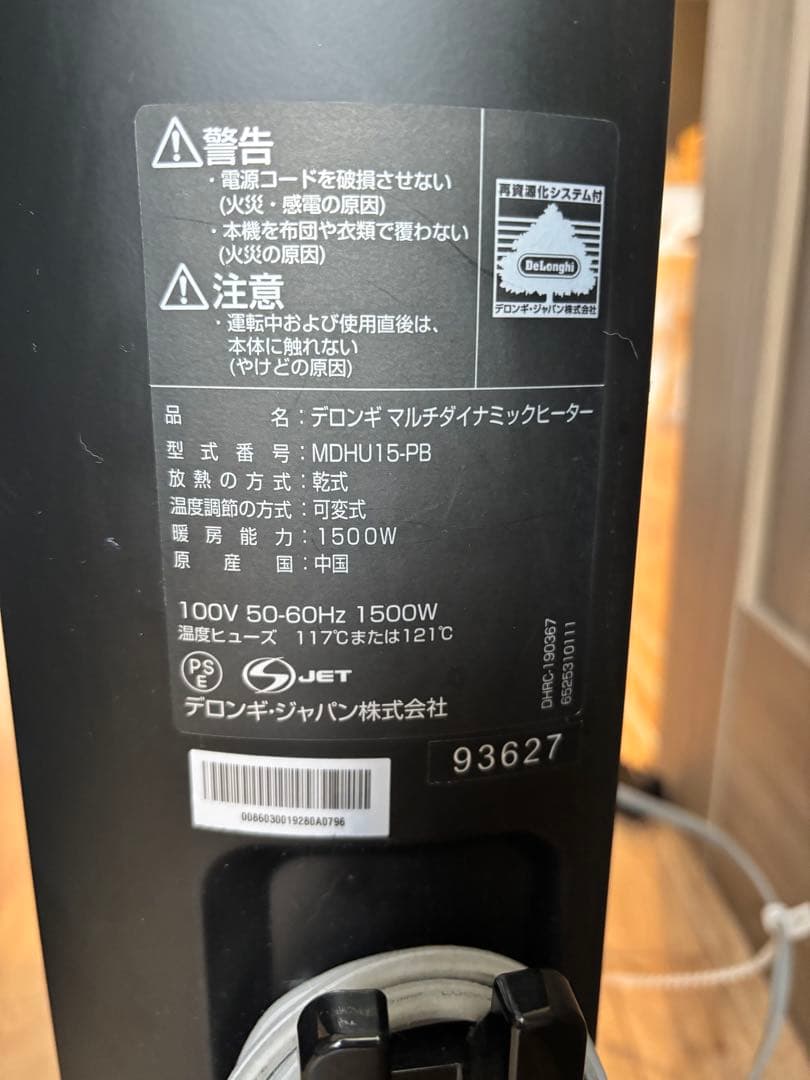 警告
・電源コードを破損させない
(火災・感電の原因)
・本機を布団や衣類で覆わない
(火災の原因)
注意
・運転中および使用直後は、
本体に触れない
(やけどの原因)
再資源化システム付
DeLonghi
デロンギ・ジャパン株式会社
品名：デロンギ マルチダイナミックヒーター
型式番号：MDHU15-PB
放熱の方式：乾式
温度調節の方式：可変式
暖房能力：1500W
原産国：中国
100V 50-60Hz 1500W
温度ヒューズ 117℃または121℃
PS
E
JET
デロンギ・ジャパン株式会社
DHRC-190367
6525310111
93627
0086030019280A0796